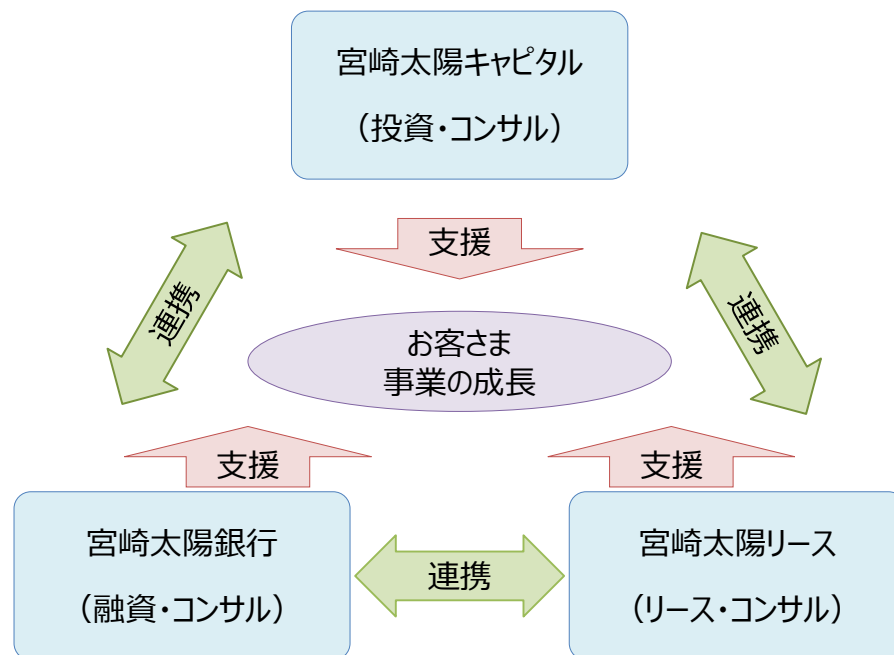 宮崎太陽キャピタル
（投資・コンサル）
支援
連携
連携
お客さま
事業の成長
支援
支援
宮崎太陽銀行
（融資・コンサル）
連携
宮崎太陽リース
（リース・コンサル）